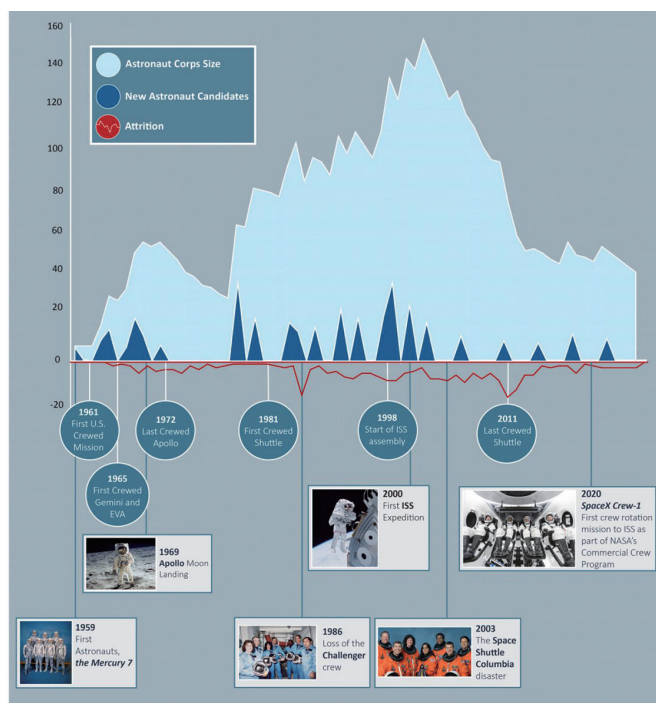 160
140
120
100
80
60
40
20
0
-20
Astronaut Corps Size
New Astronaut Candidates
Attrition
1961
First U.S.
Crewed
Mission
1965
First Crewed
Gemini and
EVA
1972
Last Crewed
Apollo
1981
First Crewed
Shuttle
1998
Start of ISS
assembly
2011
Last Crewed
Shuttle
1969
Apollo Moon
Landing
2000
First ISS
Expedition
2020
SpaceX Crew-1
First crew rotation
mission to ISS as
part of NASA's
Commercial Crew
Program
1959
First
Astronauts,
the Mercury 7
1986
Loss of the
Challenger
crew
2003
The Space
Shuttle
Columbia
disaster